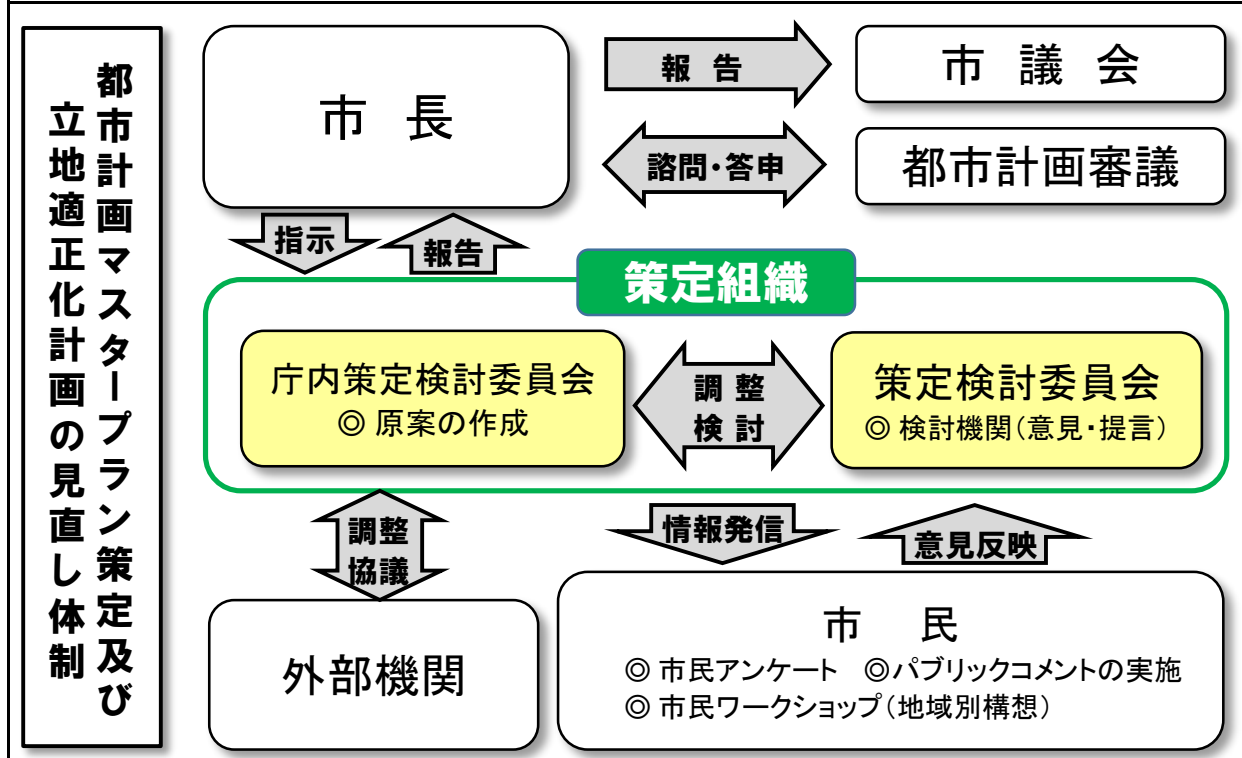 都市計画マスタープラン策定及び
立地適正化計画の見直し体制
市 長
報 告
市 議 会
諮問・答申
都市計画審議
指示
報告
策定組織
庁内策定検討委員会
◎ 原案の作成
調 整
検 討
策定検討委員会
◎ 検討機関（意見・提言）
調整
協議
情報発信
意見反映
外部機関
市 民
◎ 市民アンケート ◎パブリックコメントの実施
◎ 市民ワークショップ（地域別構想）